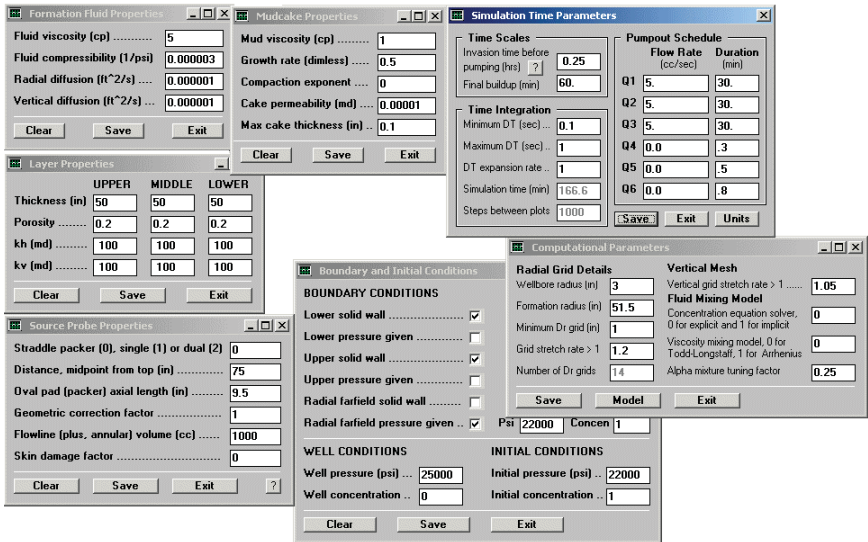 Formation Fluid Properties
Fluid viscosity (cp) .......... 5
Fluid compressibility (1/psi) 0.000003
Radial diffusion (ft^2/s) .... 0.000001
Vertical diffusion (ft^2/s) .... 0.000001
Clear Save Exit
Mudcake Properties
Mud viscosity (cp) .......... 1
Growth rate (dimless) ..... 0.5
Compaction exponent .... 0
Cake permeability (md) .... 0.00001
Max cake thickness (in) .. 0.1
Clear Save Exit
Simulation Time Parameters
Time Scales
Invasion time before
pumping (hrs) ? 0.25
Final buildup (min) 60.
Time Integration
Minimum DT (sec) ... 0.1
Maximum DT (sec) .. 1
DT expansion rate .. 1
Simulation time (min) 166.6
Steps between plots 1000
Pumpout Schedule
Flow Rate Duration
(cc/sec) (min)
Q1 5. 30.
Q2 5. 30.
Q3 5. 30.
Q4 0.0 .3
Q5 0.0 .5
Q6 0.0 .8
Save Exit Units
Layer Properties
UPPER MIDDLE LOWER
Thickness (in) 50 50 50
Porosity ........ 0.2 0.2 0.2
kh (md) ........ 100 100 100
kv (md) ........ 100 100 100
Clear Save Exit
Source Probe Properties
Straddle packer (0), single (1) or dual (2) 0
Distance, midpoint from top (in) ............ 75
Oval pad (packer) axial length (in) ........ 9.5
Geometric correction factor ................ 1
Flowline (plus, annular) volume (cc) ...... 1000
Skin damage factor ........................ 0
Clear Save Exit ?
Boundary and Initial Conditions
BOUNDARY CONDITIONS
Lower solid wall ....................
Lower pressure given ..............
Upper solid wall ....................
Upper pressure given ..............
Radial farfield solid wall .........
Radial farfield pressure given .. Psi 22000 Concen 1
WELL CONDITIONS
Well pressure (psi) ... 25000
Well concentration .. 0
INITIAL CONDITIONS
Initial pressure (psi) .. 22000
Initial concentration .. 1
Clear Save Exit
Computational Parameters
Radial Grid Details
Wellbore radius (in) 3
Formation radius (in) 51.5
Minimum Dr grid (in) 1
Grid stretch rate > 1 1.2
Number of Dr grids 14
Vertical Mesh
Vertical grid stretch rate > 1 ...... 1.05
Fluid Mixing Model
Concentration equation solver,
0 for explicit and 1 for implicit 0
Viscosity mixing model, 0 for
Todd-Longstaff, 1 for Arrhenius 0
Alpha mixture tuning factor 0.25
Save Model Exit